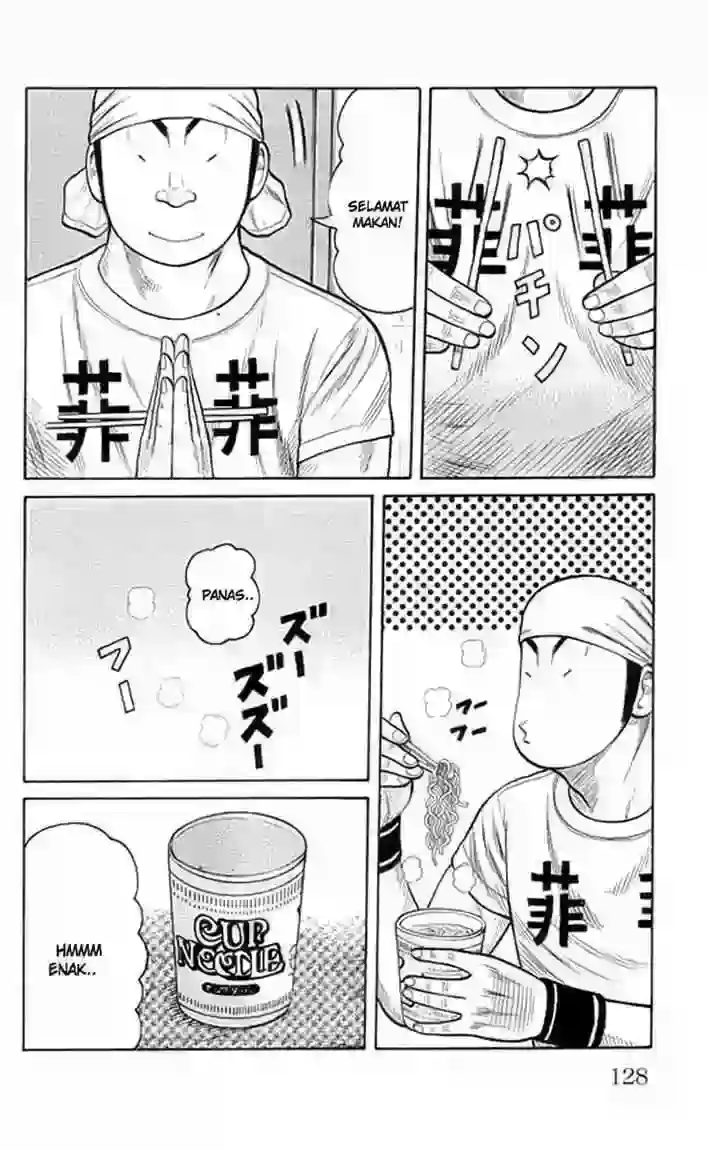 菲 菲
パチン
SELAMAT
MAKAN!
菲 菲
フーフー
菲 菲
PANAS..
ズー
ズズー
フー
CUP
NOODLE
HMMM
ENAK..
128